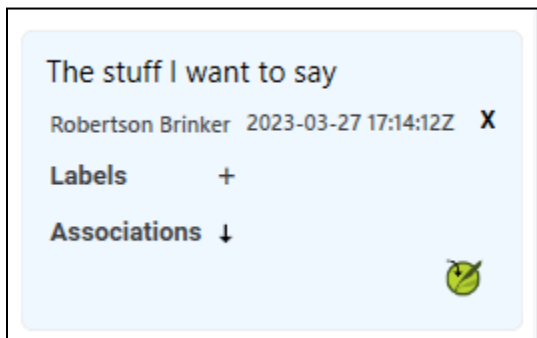 The stuff I want to say
Robertson Brinker 2023-03-27 17:14:12Z X
Labels +
Associations ↓